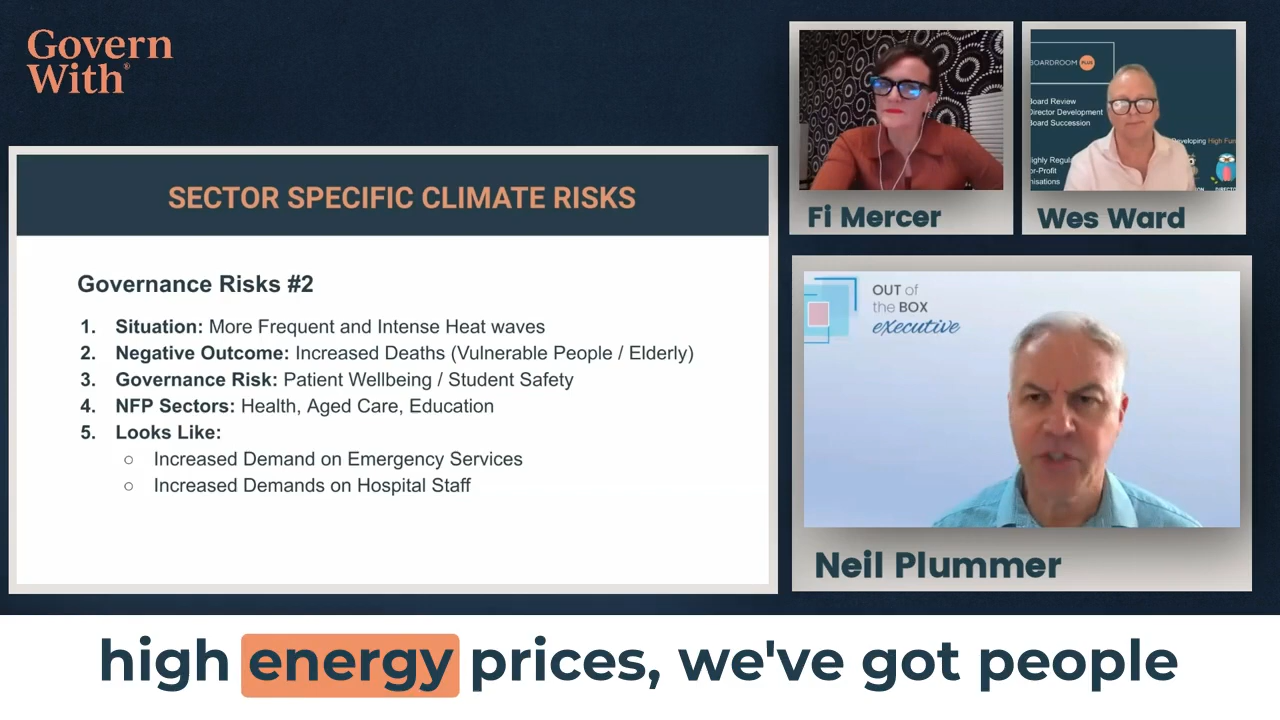 Govern
With®
SECTOR SPECIFIC CLIMATE RISKS
Governance Risks #2
1. Situation: More Frequent and Intense Heat waves
2. Negative Outcome: Increased Deaths (Vulnerable People / Elderly)
3. Governance Risk: Patient Wellbeing / Student Safety
4. NFP Sectors: Health, Aged Care, Education
5. Looks Like:
○ Increased Demand on Emergency Services
○ Increased Demands on Hospital Staff
Fi Mercer
BOARDROOM PLUS
Board Review
Director Development
Board Succession
Developing High
Wes Ward
OUT of
the BOX
executive
Neil Plummer
high energy prices, we've got people